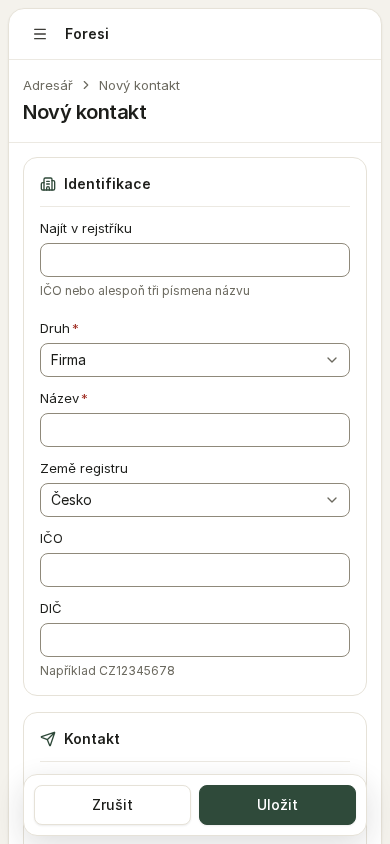 Foresi
Adresář > Nový kontakt
Nový kontakt
Identifikace
Najít v rejstříku
IČO nebo alespoň tři písmena názvu
Druh*
Firma
Název*
Země registru
Česko
IČO
DIČ
Například CZ12345678
Kontakt
Zrušit Uložit